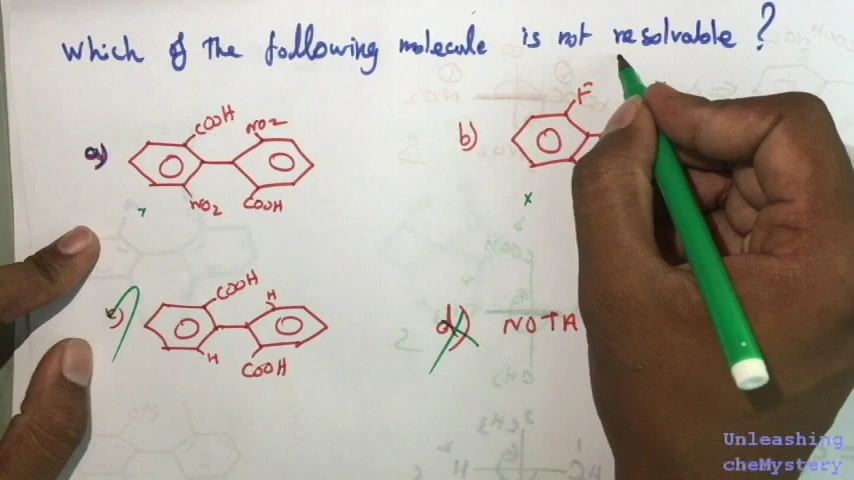 Which of the following molecule is not resolvable ?
a)
COOH
NO2
NO2
COOH
b)
F
c)
COOH
H
H
COOH
d) NOTA
Unleashing
cheMystery